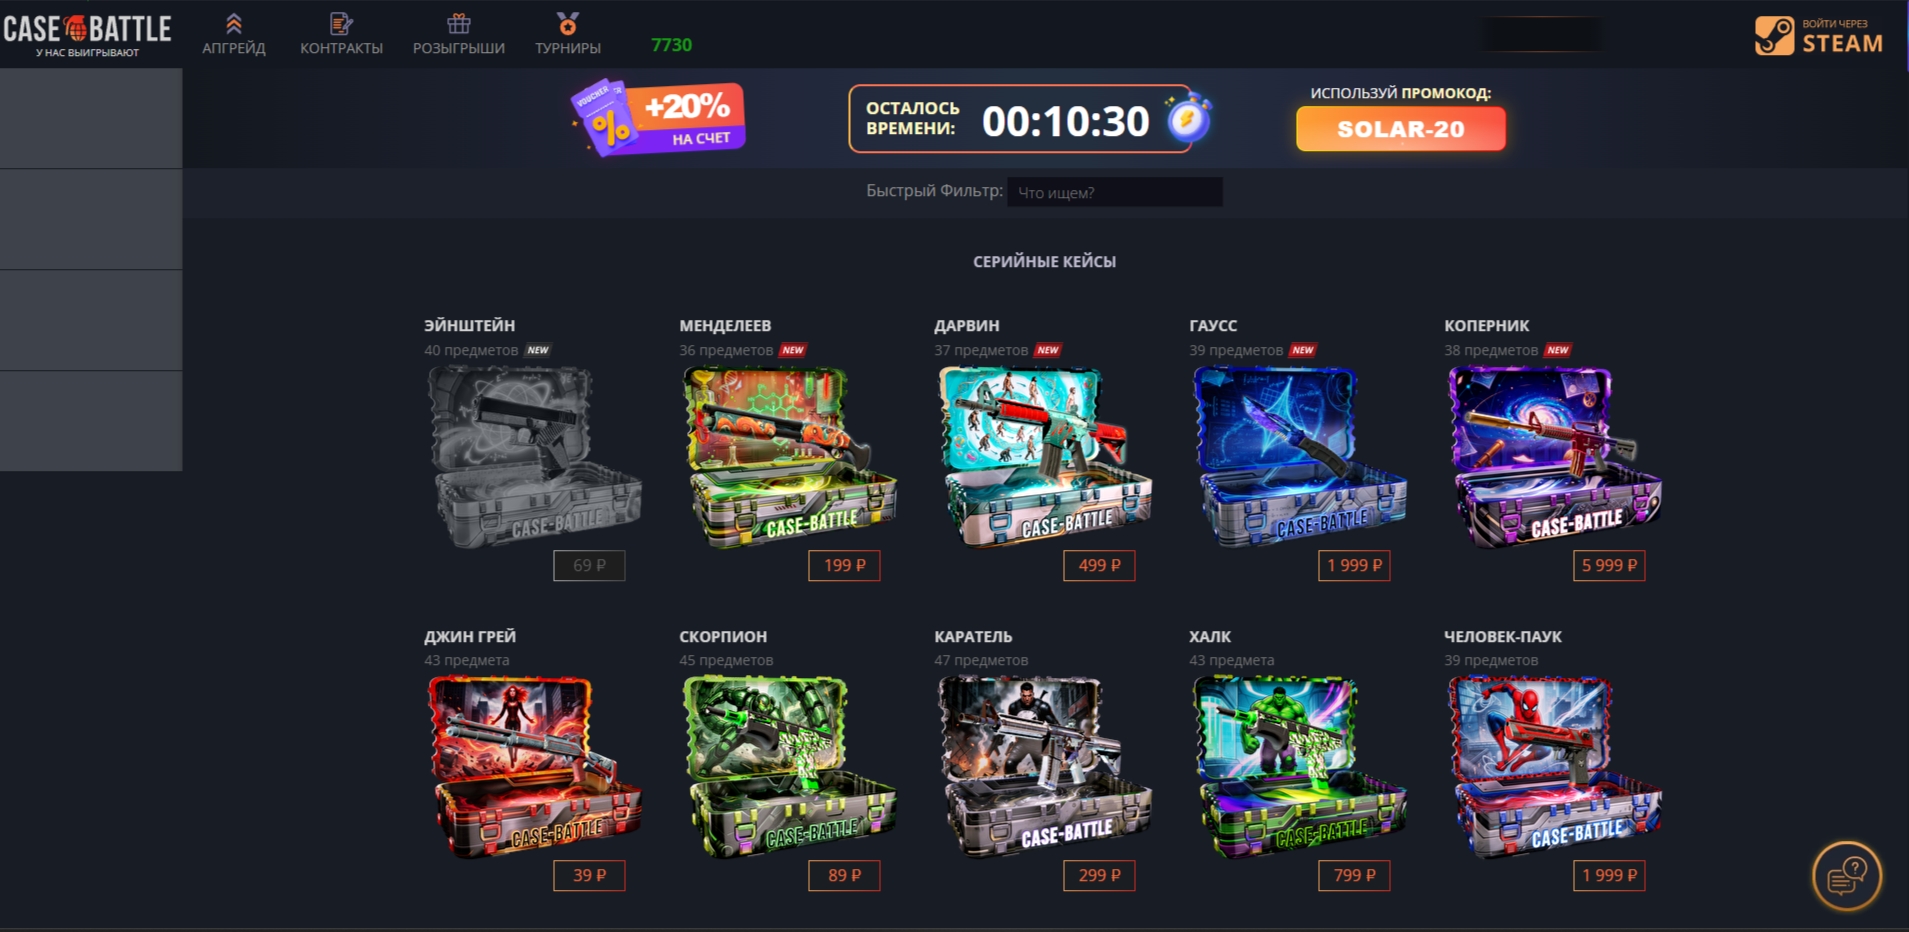 CASE BATTLE
У НАС ВЫИГРЫВАЮТ
АПГРЕЙД
КОНТРАКТЫ
РОЗЫГРЫШИ
ТУРНИРЫ
7730
ВОЙТИ ЧЕРЕЗ
STEAM
VOUCHER
%
+20%
НА СЧЕТ
ОСТАЛОСЬ
ВРЕМЕНИ:
00:10:30
ИСПОЛЬЗУЙ ПРОМОКОД:
SOLAR-20
Быстрый Фильтр: Что ищем?
СЕРИЙНЫЕ КЕЙСЫ
ЭЙНШТЕЙН
40 предметов NEW
CASE-BATTLE
69 ₽
МЕНДЕЛЕЕВ
36 предметов NEW
CASE-BATTLE
199 ₽
ДАРВИН
37 предметов NEW
CASE-BATTLE
499 ₽
ГАУСС
39 предметов NEW
CASE-BATTLE
1 999 ₽
КОПЕРНИК
38 предметов NEW
CASE-BATTLE
5 999 ₽
ДЖИН ГРЕЙ
43 предмета
CASE-BATTLE
39 ₽
СКОРПИОН
45 предметов
CASE-BATTLE
89 ₽
КАРАТЕЛЬ
47 предметов
CASE-BATTLE
299 ₽
ХАЛК
43 предмета
CASE-BATTLE
799 ₽
ЧЕЛОВЕК-ПАУК
39 предметов
CASE-BATTLE
1 999 ₽